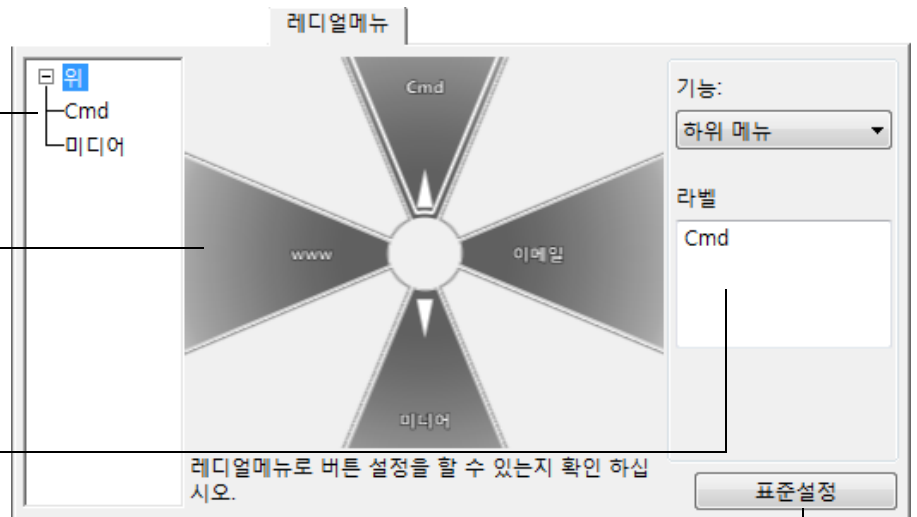 레디얼메뉴
위
Cmd
미디어
Cmd
www
이메일
미디어
레디얼메뉴로 버튼 설정을 할 수 있는지 확인 하십
시오.
기능:
하위 메뉴
라벨
Cmd
표준설정